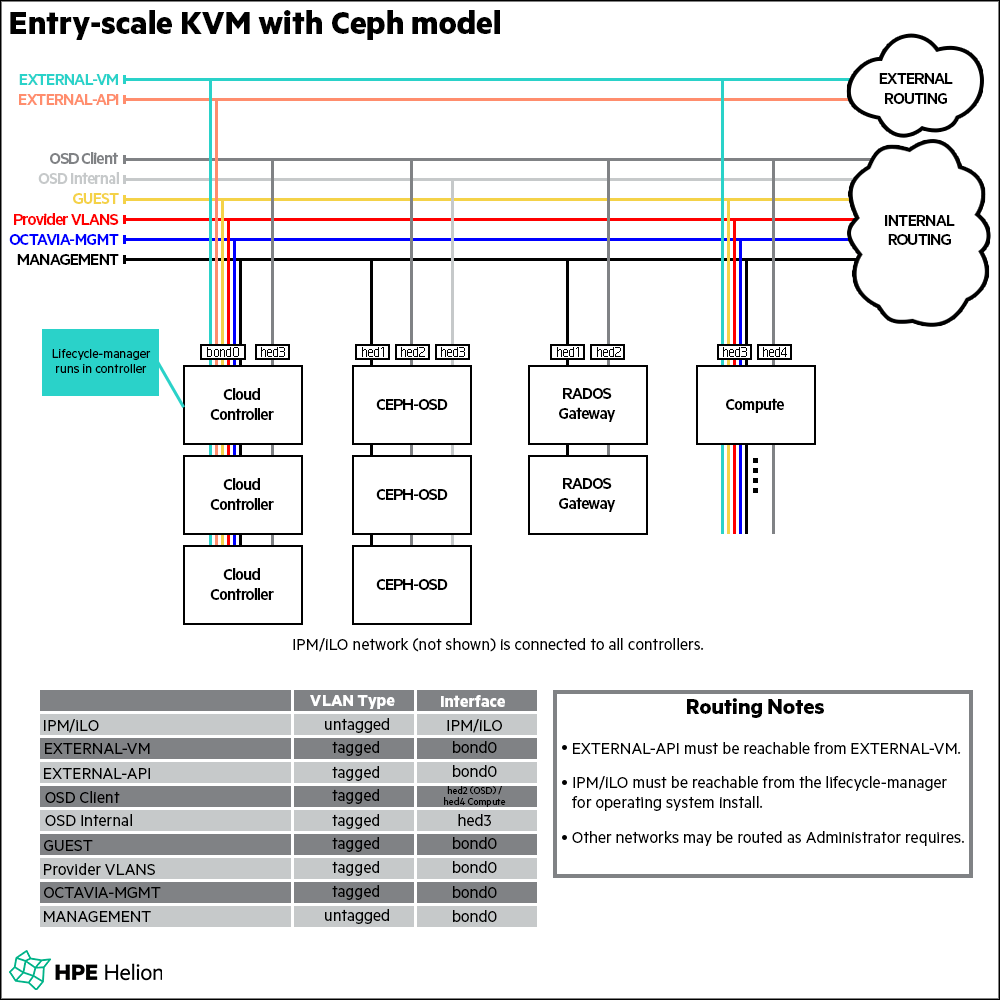 Entry-scale KVM with Ceph model
EXTERNAL-VM
EXTERNAL-API
EXTERNAL
ROUTING
OSD Client
OSD Internal
GUEST
Provider VLANS
OCTAVIA-MGMT
MANAGEMENT
INTERNAL
ROUTING
Lifecycle-manager
runs in controller
bond0 hed3 hed1 hed2 hed3 hed1 hed2 hed3 hed4
Cloud
Controller
CEPH-OSD
RADOS
Gateway
Compute
Cloud
Controller
CEPH-OSD
RADOS
Gateway
Cloud
Controller
CEPH-OSD
IPM/ILO network (not shown) is connected to all controllers.
VLAN Type Interface
IPM/ILO untagged IPM/ILO
EXTERNAL-VM tagged bond0
EXTERNAL-API tagged bond0
OSD Client tagged hed2 (OSD) /
hed4 Compute
OSD Internal tagged hed3
GUEST tagged bond0
Provider VLANS tagged bond0
OCTAVIA-MGMT tagged bond0
MANAGEMENT untagged bond0
Routing Notes
• EXTERNAL-API must be reachable from EXTERNAL-VM.
• IPM/ILO must be reachable from the lifecycle-manager
for operating system install.
• Other networks may be routed as Administrator requires.
HPE Helion